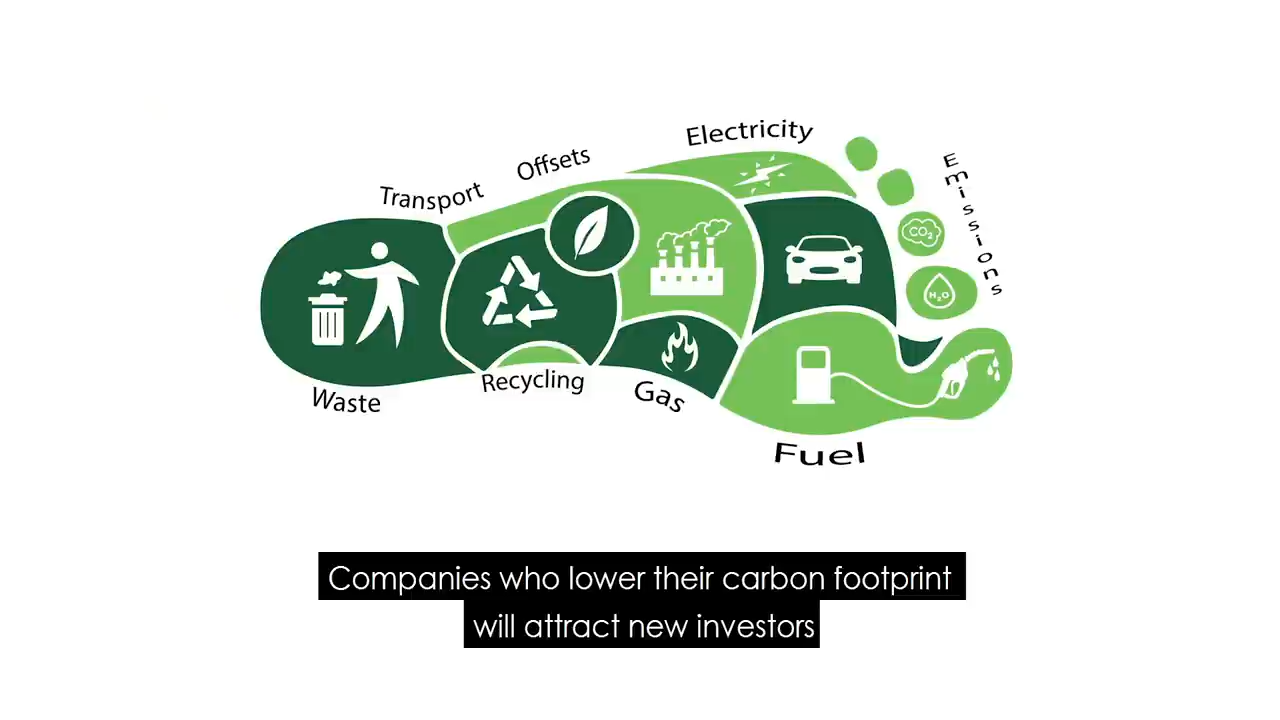 Electricity
Offsets
Transport
Emissions
CO2
H2O
Waste
Recycling
Gas
Fuel
Companies who lower their carbon footprint
will attract new investors